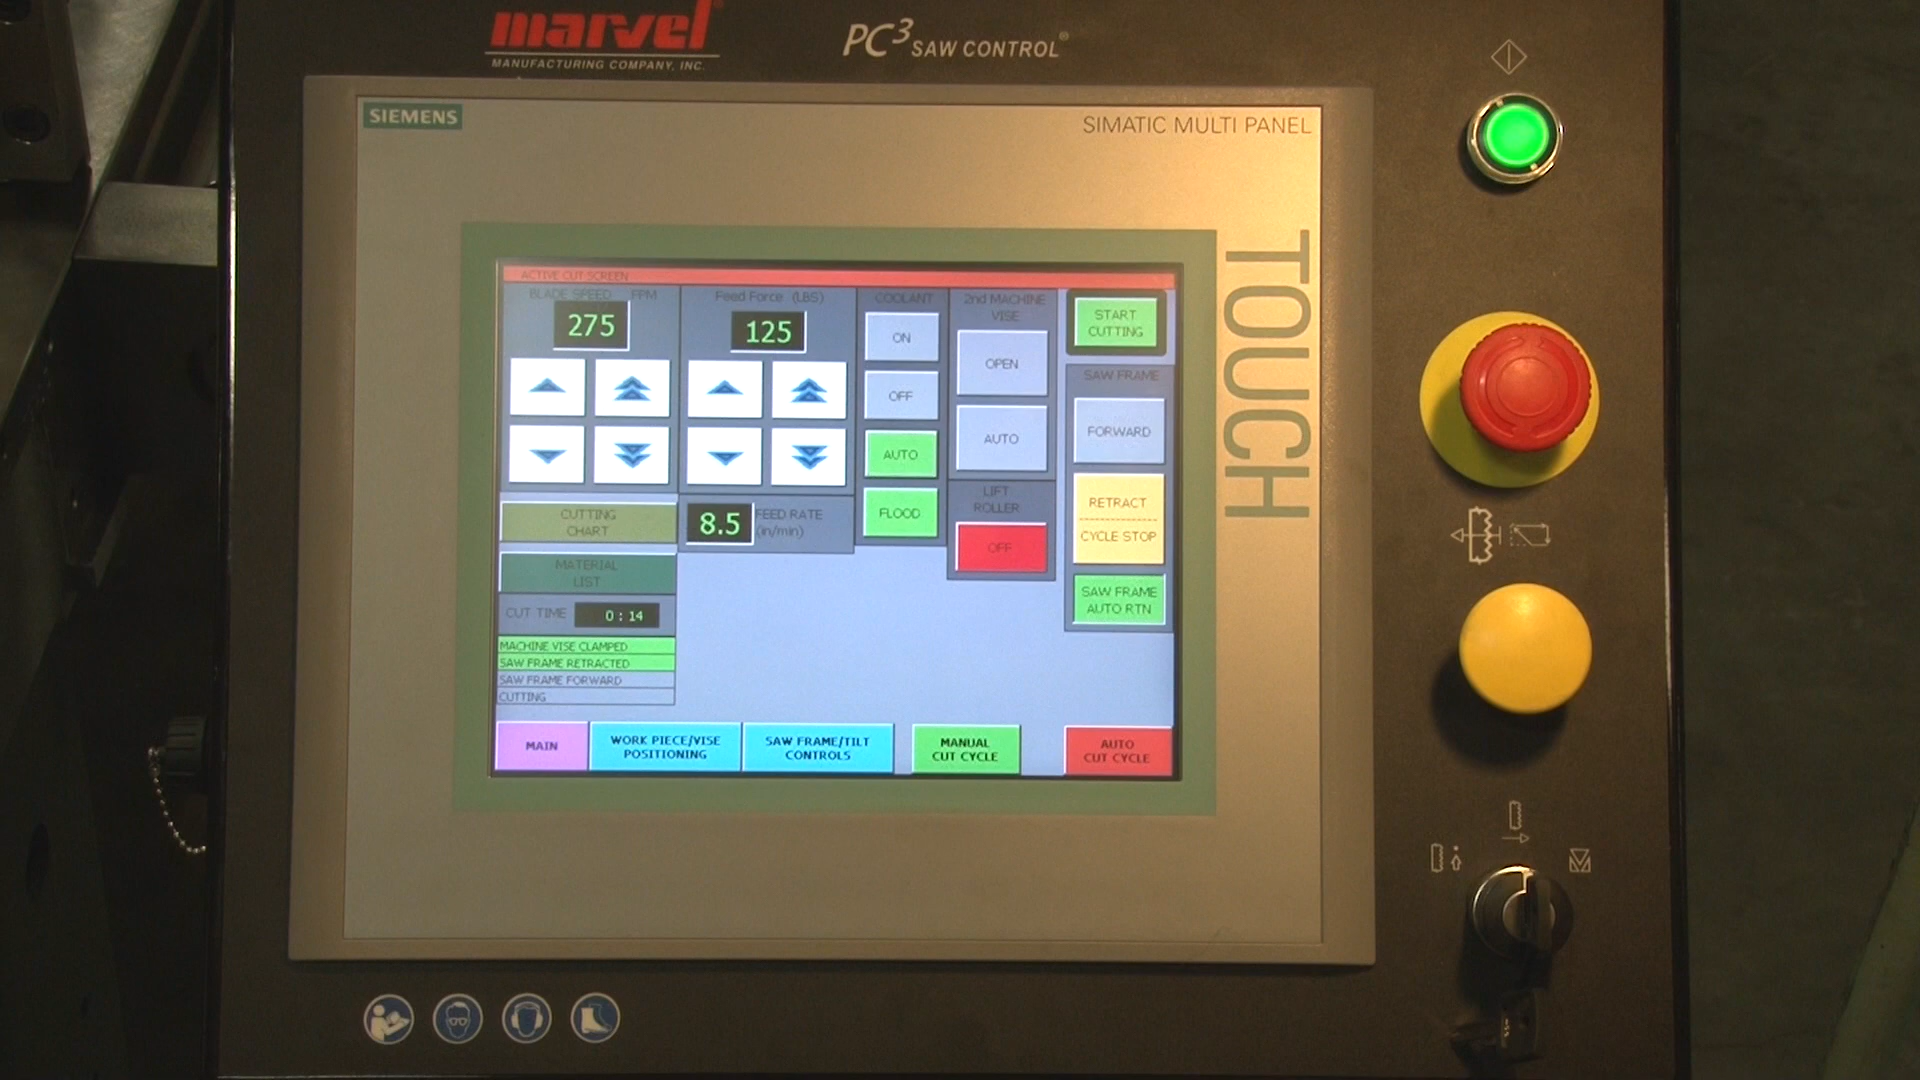 marvel®
MANUFACTURING COMPANY, INC.
PC3 SAW CONTROL®
SIEMENS
SIMATIC MULTI PANEL
TOUCH
ACTIVE CUT SCREEN
BLADE SPEED FPM
275
Feed Force (LBS)
125
COOLANT
ON
OFF
AUTO
FLOOD
2nd MACHINE
VISE
OPEN
AUTO
LIFT
ROLLER
OFF
START
CUTTING
SAW FRAME
FORWARD
RETRACT
CYCLE STOP
SAW FRAME
AUTO RTN
CUTTING
CHART
8.5 FEED RATE
(in/min)
MATERIAL
LIST
CUT TIME 0 : 14
MACHINE VISE CLAMPED
SAW FRAME RETRACTED
SAW FRAME FORWARD
CUTTING
MAIN
WORK PIECE/VISE
POSITIONING
SAW FRAME/TILT
CONTROLS
MANUAL
CUT CYCLE
AUTO
CUT CYCLE